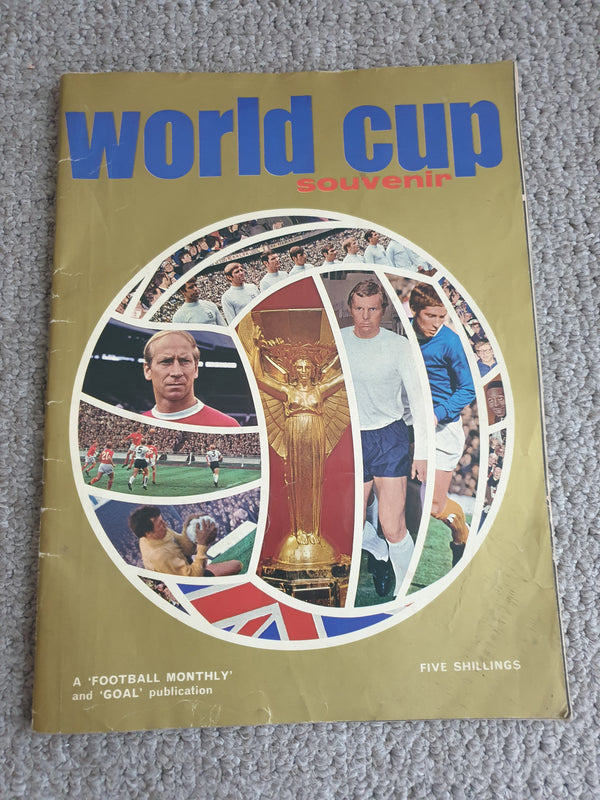 world cup
souvenir
A ‘FOOTBALL MONTHLY’
and ‘GOAL’ publication
FIVE SHILLINGS